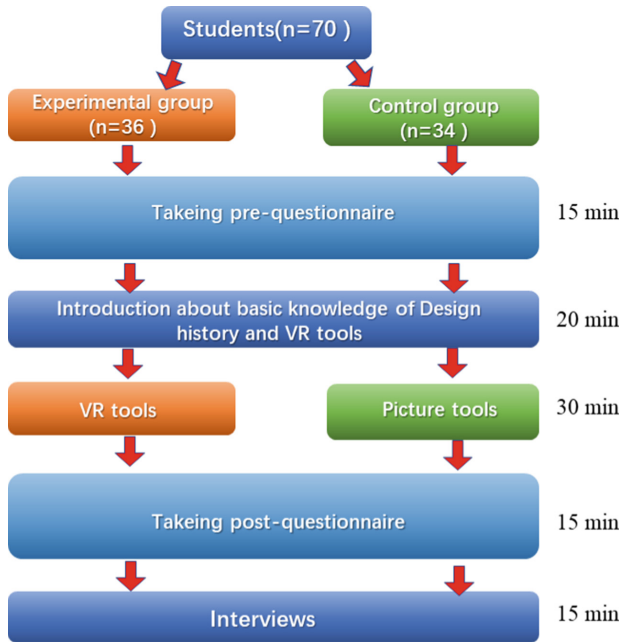 Students(n=70 )
Experimental group
(n=36 )
Control group
(n=34 )
Takeing pre-questionnaire
15 min
Introduction about basic knowledge of Design
history and VR tools
20 min
VR tools
Picture tools
30 min
Takeing post-questionnaire
15 min
Interviews
15 min